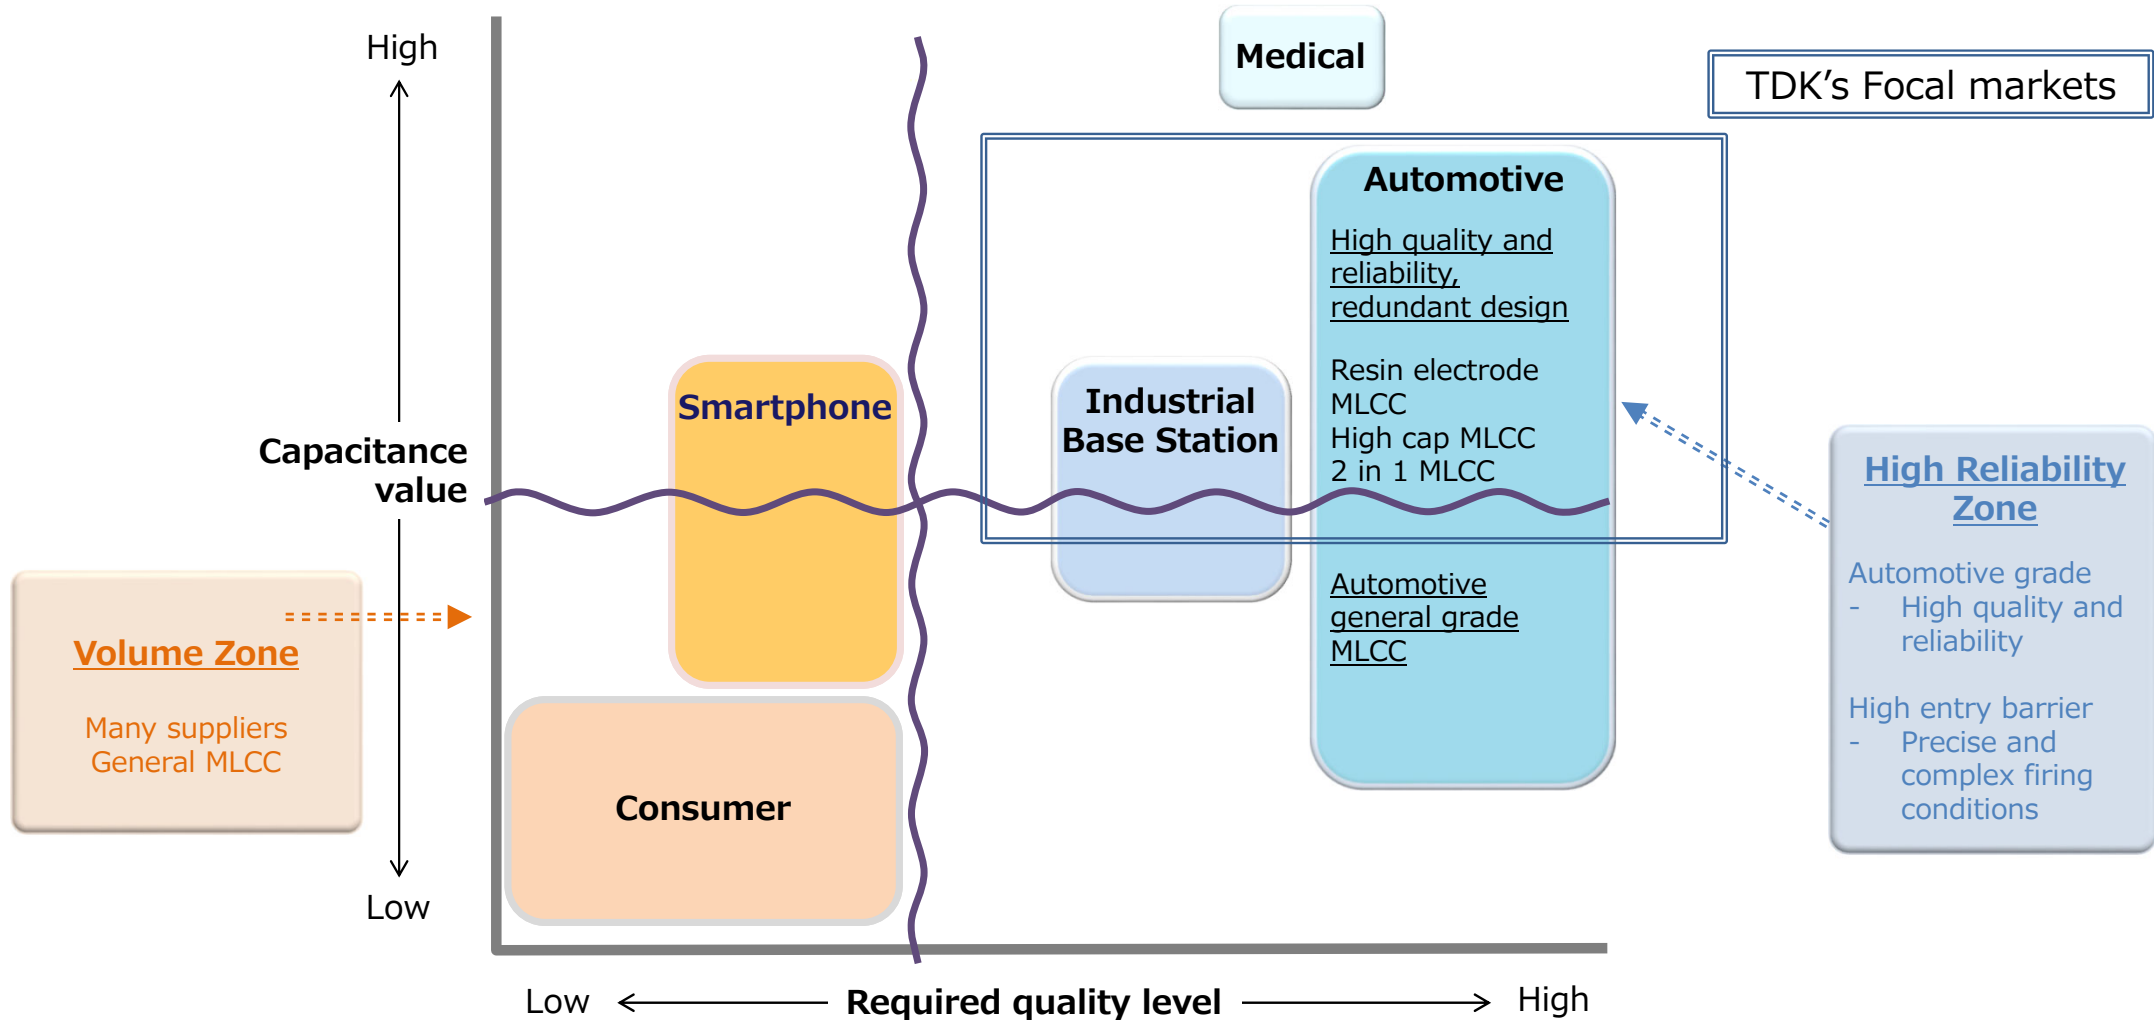 High
Medical
TDK’s Focal markets
Automotive
High quality and
reliability,
redundant design
Resin electrode
MLCC
High cap MLCC
2 in 1 MLCC
Automotive
general grade
MLCC
Smartphone
Industrial
Base Station
Capacitance
value
High Reliability
Zone
Automotive grade
- High quality and
reliability
High entry barrier
- Precise and
complex firing
conditions
Volume Zone
Many suppliers
General MLCC
Consumer
Low
Low
Required quality level
High